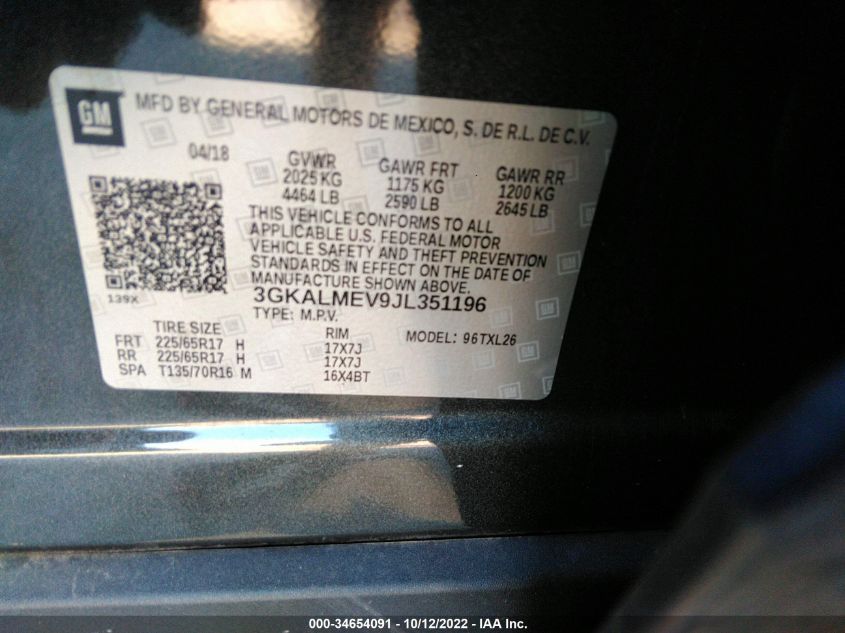 GM
MFD BY GENERAL MOTORS DE MEXICO, S. DE R.L. DE C.V.
04/18
GVWR
2025 KG
4464 LB
GAWR FRT
1175 KG
2590 LB
GAWR RR
1200 KG
2645 LB
THIS VEHICLE CONFORMS TO ALL
APPLICABLE U.S. FEDERAL MOTOR
VEHICLE SAFETY AND THEFT PREVENTION
STANDARDS IN EFFECT ON THE DATE OF
MANUFACTURE SHOWN ABOVE.
139X
3GKALMEV9JL351196
TYPE: M.P.V.
MODEL: 96TXL26
TIRE SIZE
RIM
FRT 225/65R17 H 17X7J
RR 225/65R17 H 17X7J
SPA T135/70R16 M 16X4BT
000-34654091 - 10/12/2022 - IAA Inc.